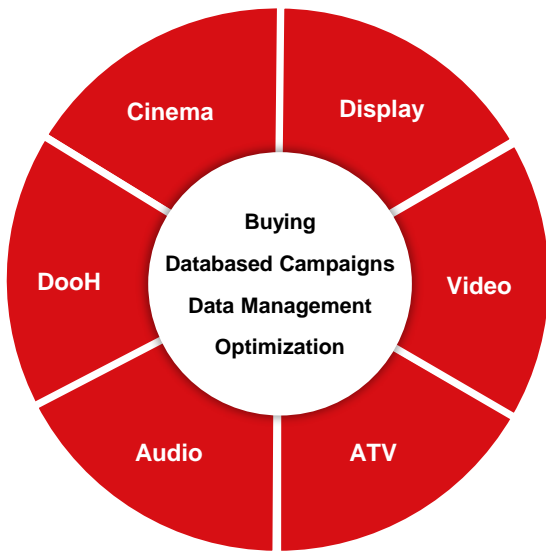 Cinema
Display
Buying
Databased Campaigns
Data Management
Optimization
DooH
Video
Audio
ATV